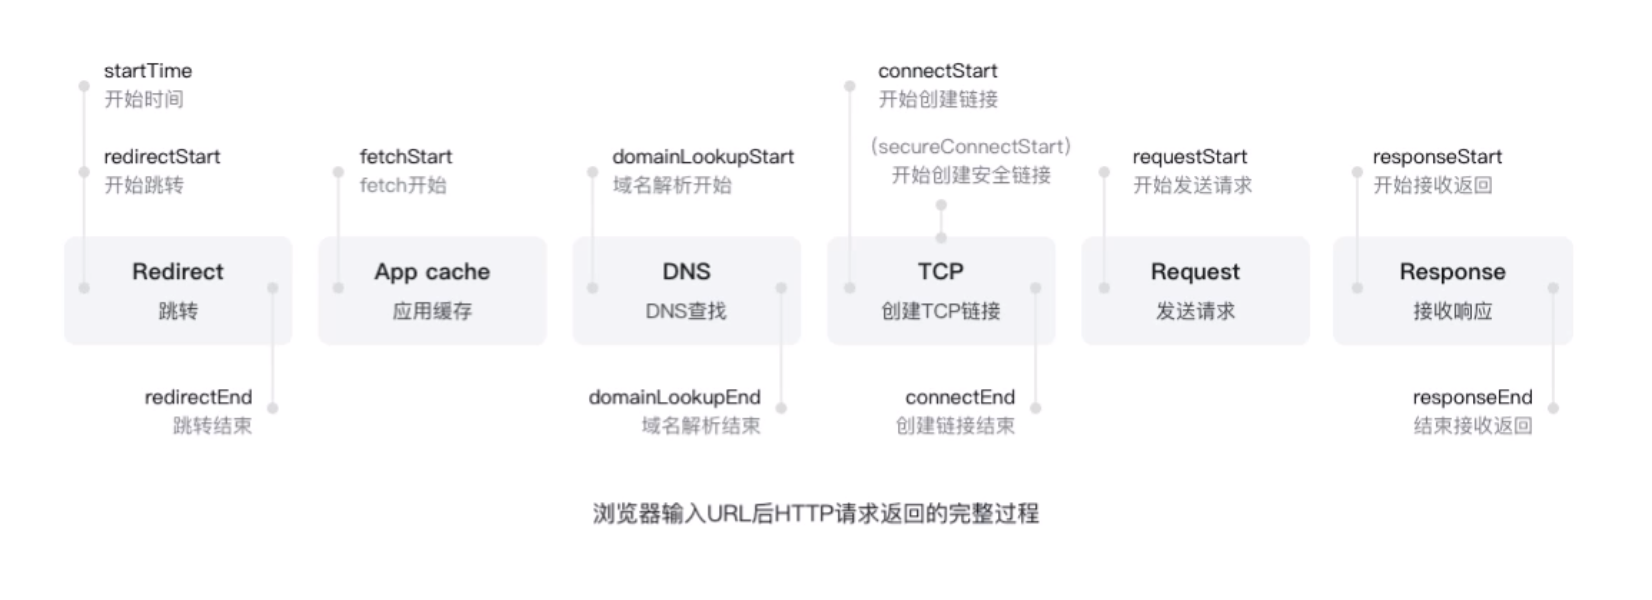 startTime
开始时间
redirectStart
开始跳转
fetchStart
fetch开始
domainLookupStart
域名解析开始
connectStart
开始创建链接
(secureConnectStart)
开始创建安全链接
requestStart
开始发送请求
responseStart
开始接收返回
Redirect
跳转
App cache
应用缓存
DNS
DNS查找
TCP
创建TCP链接
Request
发送请求
Response
接收响应
redirectEnd
跳转结束
domainLookupEnd
域名解析结束
connectEnd
创建链接结束
responseEnd
结束接收返回
浏览器输入URL后HTTP请求返回的完整过程